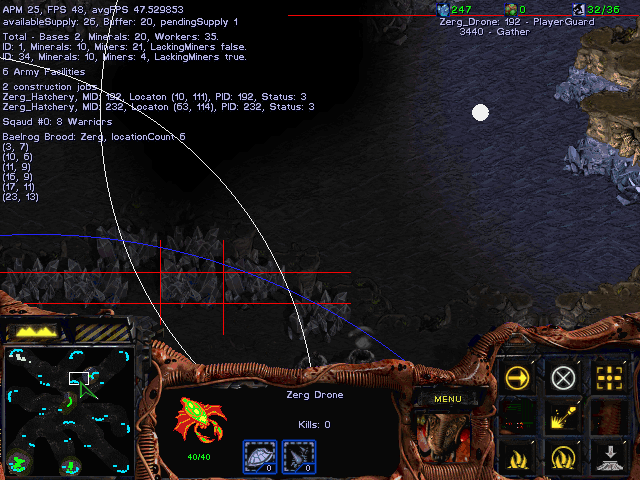 APM 25, FPS 48, avgFPS 47.529853
availableSupply: 26, Buffer: 20, pendingSupply 1
Total - Bases 2, Minerals: 20, Workers: 35.
ID: 1, Minerals: 10, Miners: 21, LackingMiners false.
ID: 34, Minerals: 10, Miners: 4, LackingMiners true.
6 Army Facilities
2 construction jobs
Zerg_Hatchery, MID: 192, Locaton (10, 111), PID: 192, Status: 3
Zerg_Hatchery, MID: 232, Locaton (63, 114), PID: 232, Status: 3
Sqaud #0: 8 Warriors
Baelrog Brood: Zerg, locationCount 6
(3, 7)
(10, 6)
(11, 9)
(16, 9)
(17, 11)
(23, 13)
247
0
32/36
Zerg_Drone: 192 - PlayerGuard
3440 - Gather
Zerg Drone
Kills: 0
40/40
0
0
MENU